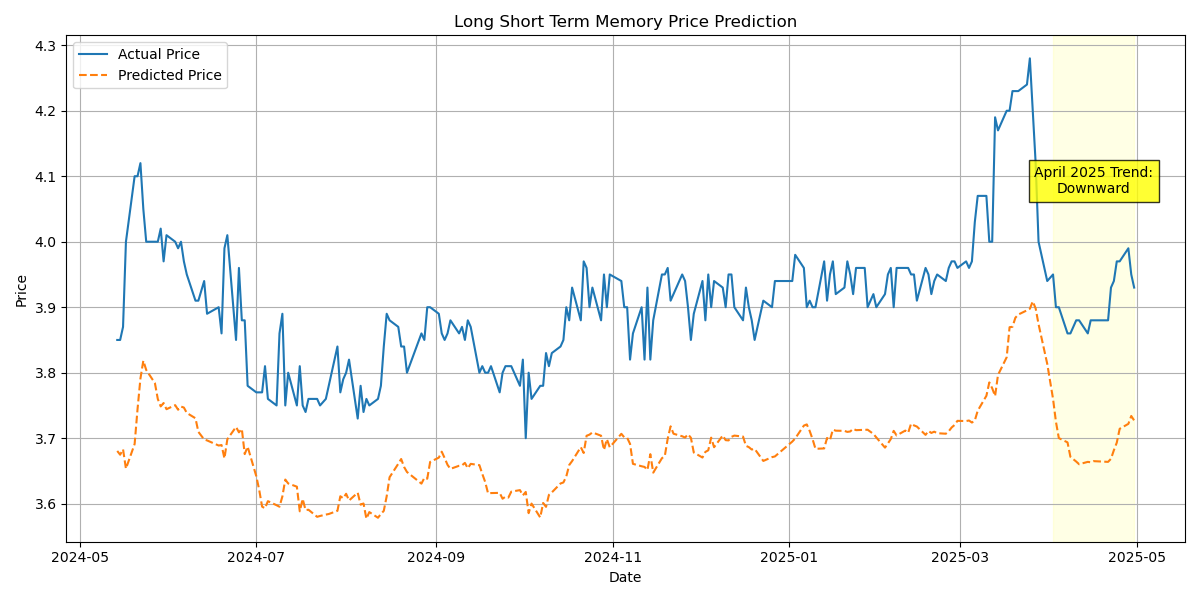 Long Short Term Memory Price Prediction
Actual Price
Predicted Price
4.3
4.2
4.1
4.0
3.9
3.8
3.7
3.6
Price
April 2025 Trend:
Downward
2024-05
2024-07
2024-09
2024-11
2025-01
2025-03
2025-05
Date